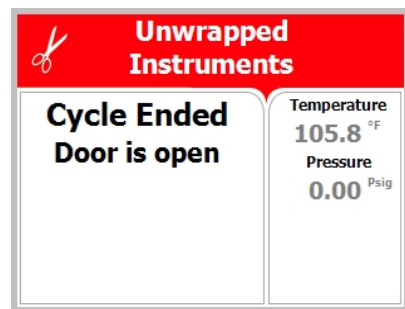 Unwrapped
Instruments
Cycle Ended
Door is open
Temperature
105.8 °F
Pressure
0.00 Psig